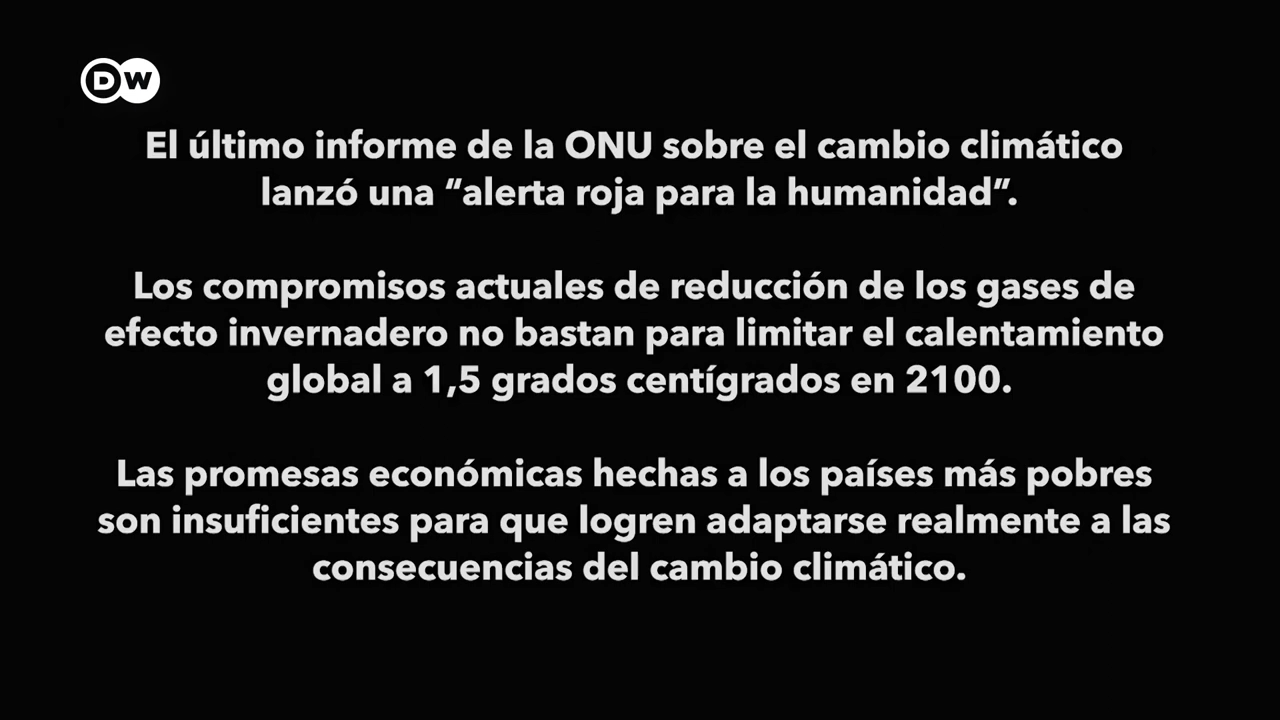 DW
El último informe de la ONU sobre el cambio climático
lanzó una “alerta roja para la humanidad”.
Los compromisos actuales de reducción de los gases de
efecto invernadero no bastan para limitar el calentamiento
global a 1,5 grados centígrados en 2100.
Las promesas económicas hechas a los países más pobres
son insuficientes para que logren adaptarse realmente a las
consecuencias del cambio climático.